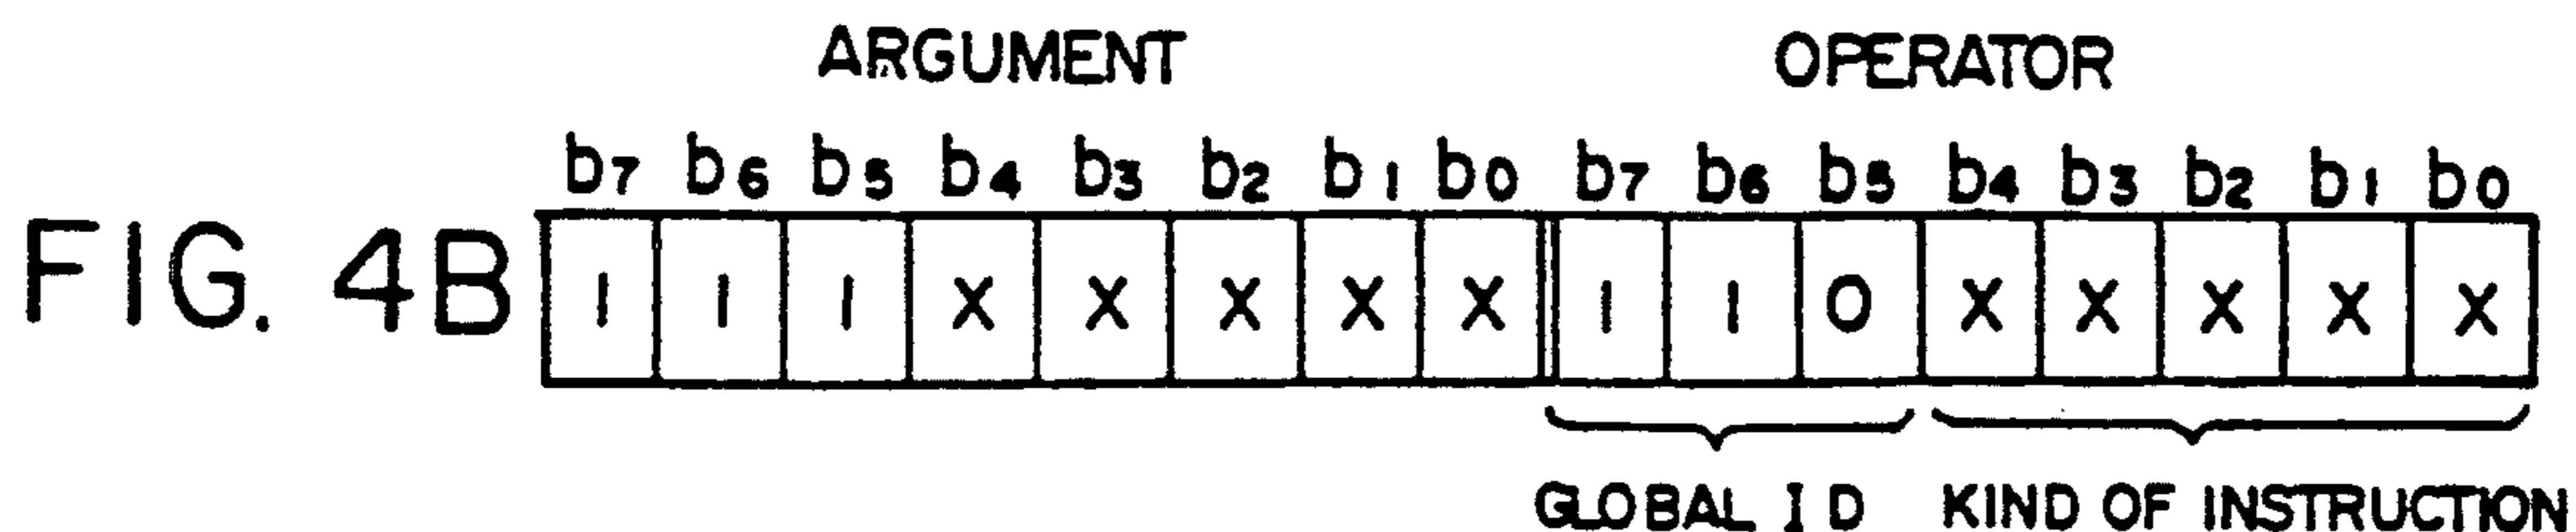 ARGUMENT OPERATOR
b7 b6 b5 b4 b3 b2 b1 b0 b7 b6 b5 b4 b3 b2 b1 b0
FIG. 4B 1 1 1 X X X X X 1 1 0 X X X X X
GLOBAL ID KIND OF INSTRUCTION